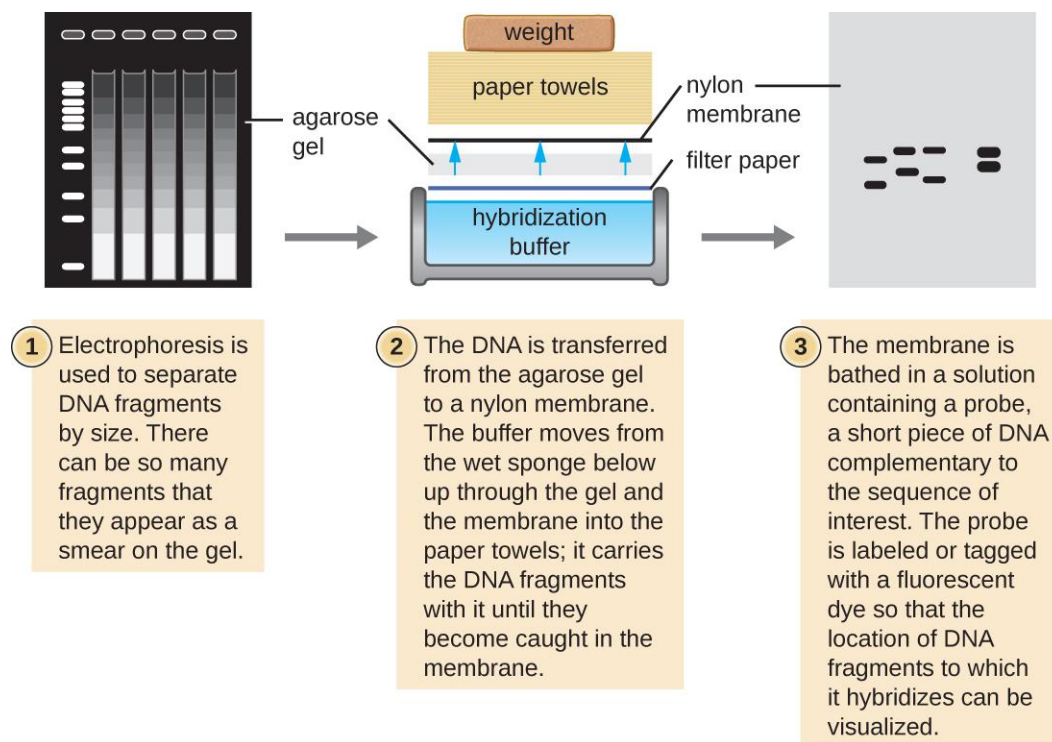 weight
paper towels
agarose
gel
nylon
membrane
filter paper
hybridization
buffer
1 Electrophoresis is
used to separate
DNA fragments
by size. There
can be so many
fragments that
they appear as a
smear on the gel.
2 The DNA is transferred
from the agarose gel
to a nylon membrane.
The buffer moves from
the wet sponge below
up through the gel and
the membrane into the
paper towels; it carries
the DNA fragments
with it until they
become caught in the
membrane.
3 The membrane is
bathed in a solution
containing a probe,
a short piece of DNA
complementary to
the sequence of
interest. The probe
is labeled or tagged
with a fluorescent
dye so that the
location of DNA
fragments to which
it hybridizes can be
visualized.